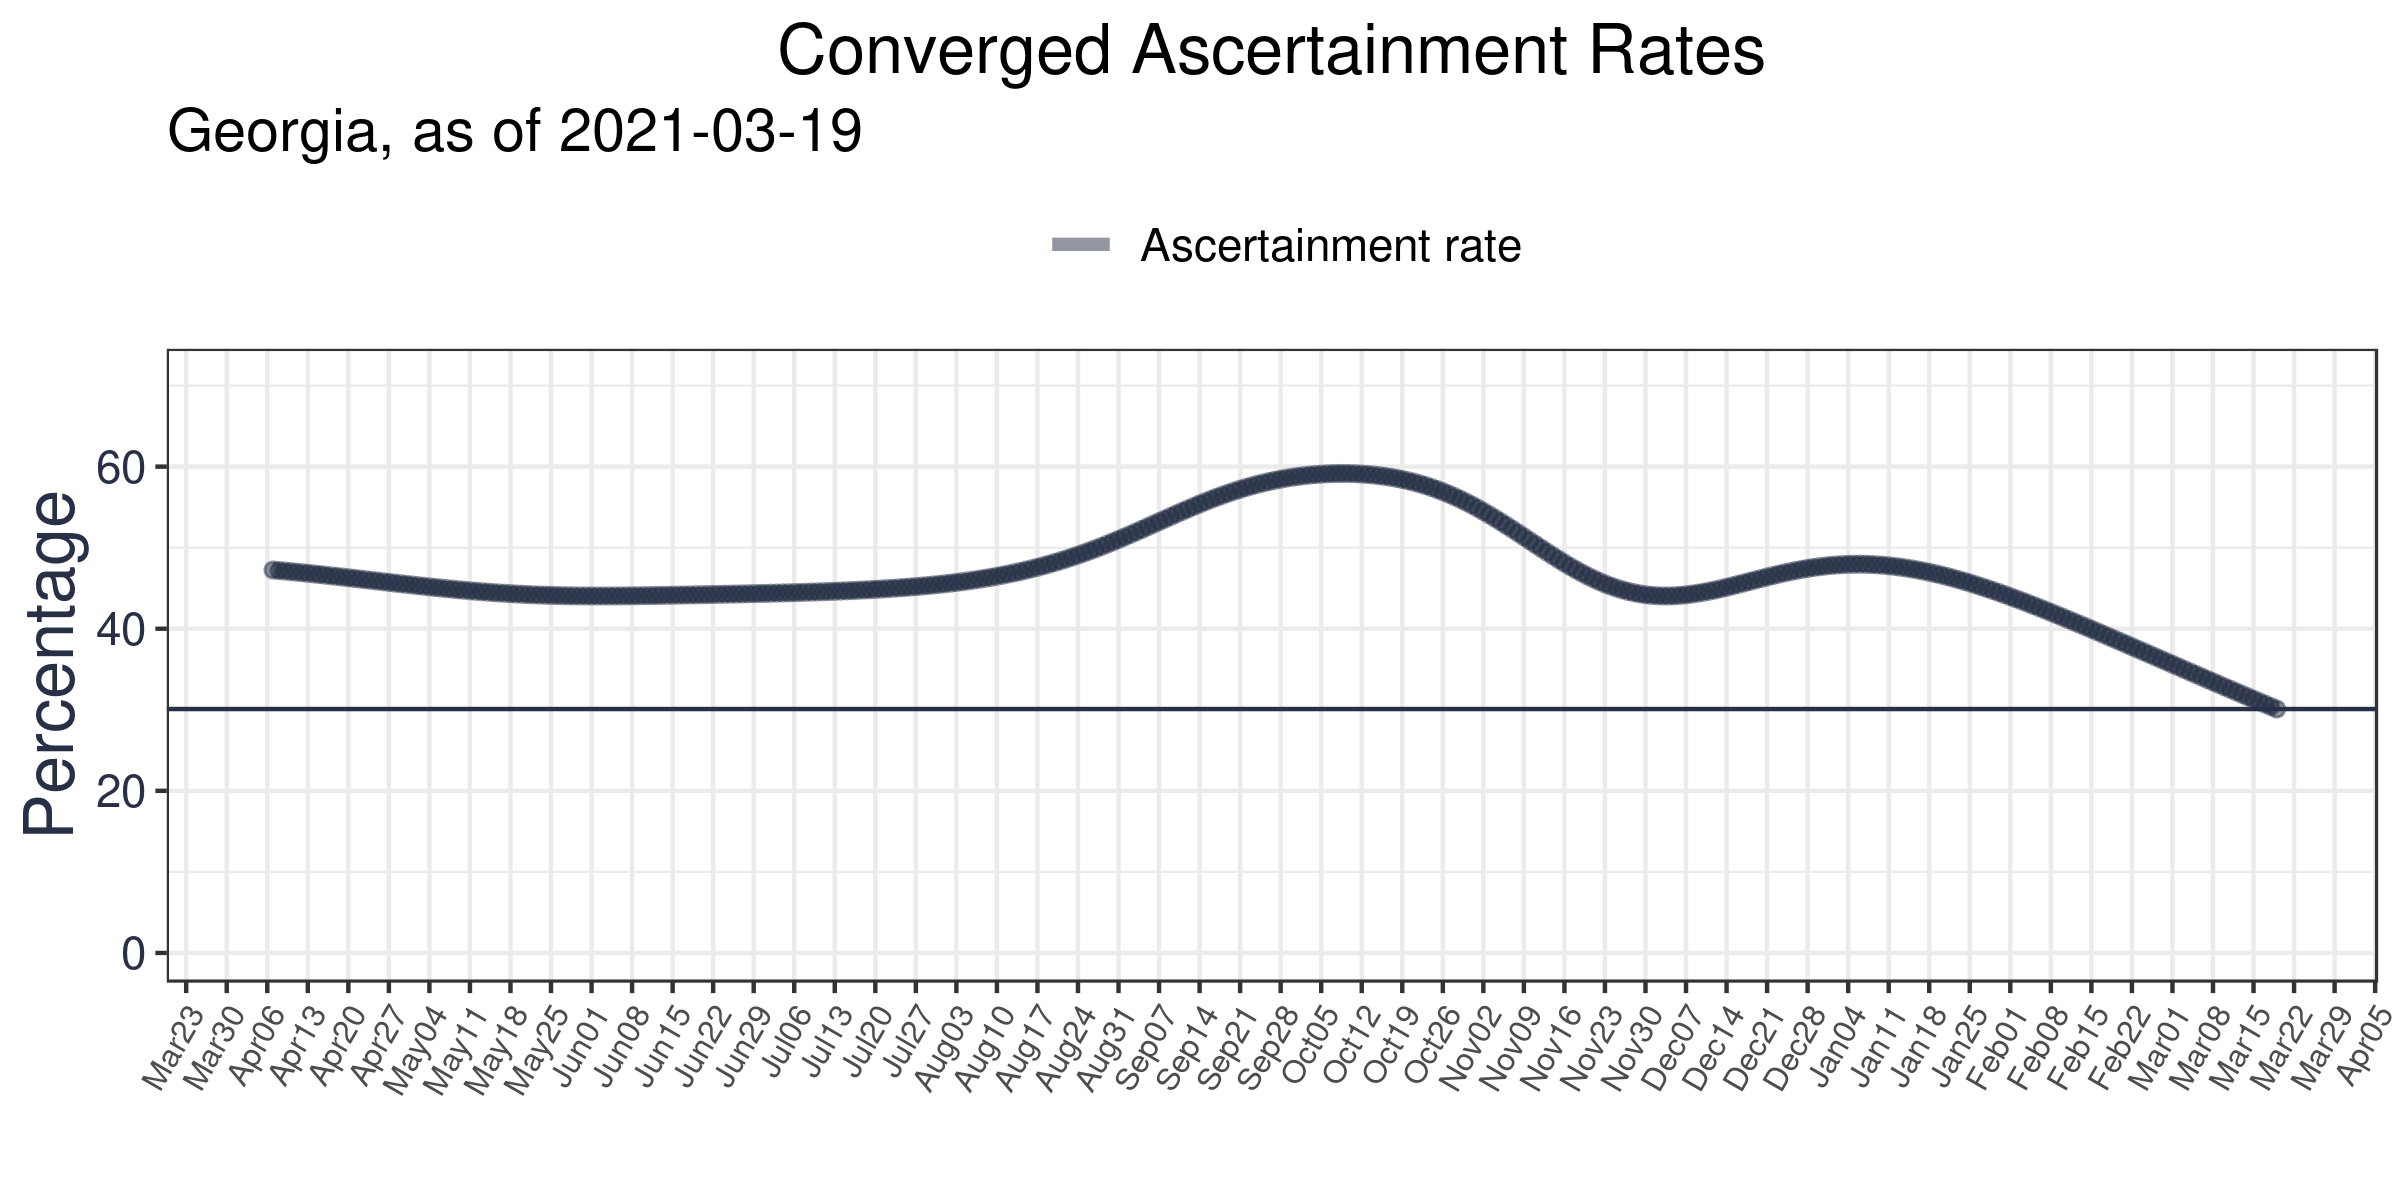 Converged Ascertainment Rates
Georgia, as of 2021-03-19
Ascertainment rate
Percentage
60
40
20
0
Mar23
Mar30
Apr06
Apr13
Apr20
Apr27
May04
May11
May18
May25
Jun01
Jun08
Jun15
Jun22
Jun29
Jul06
Jul13
Jul20
Jul27
Aug03
Aug10
Aug17
Aug24
Aug31
Sep07
Sep14
Sep21
Sep28
Oct05
Oct12
Oct19
Oct26
Nov02
Nov09
Nov16
Nov23
Nov30
Dec07
Dec14
Dec21
Dec28
Jan04
Jan11
Jan18
Jan25
Feb01
Feb08
Feb15
Feb22
Mar01
Mar08
Mar15
Mar22
Mar29
Apr05